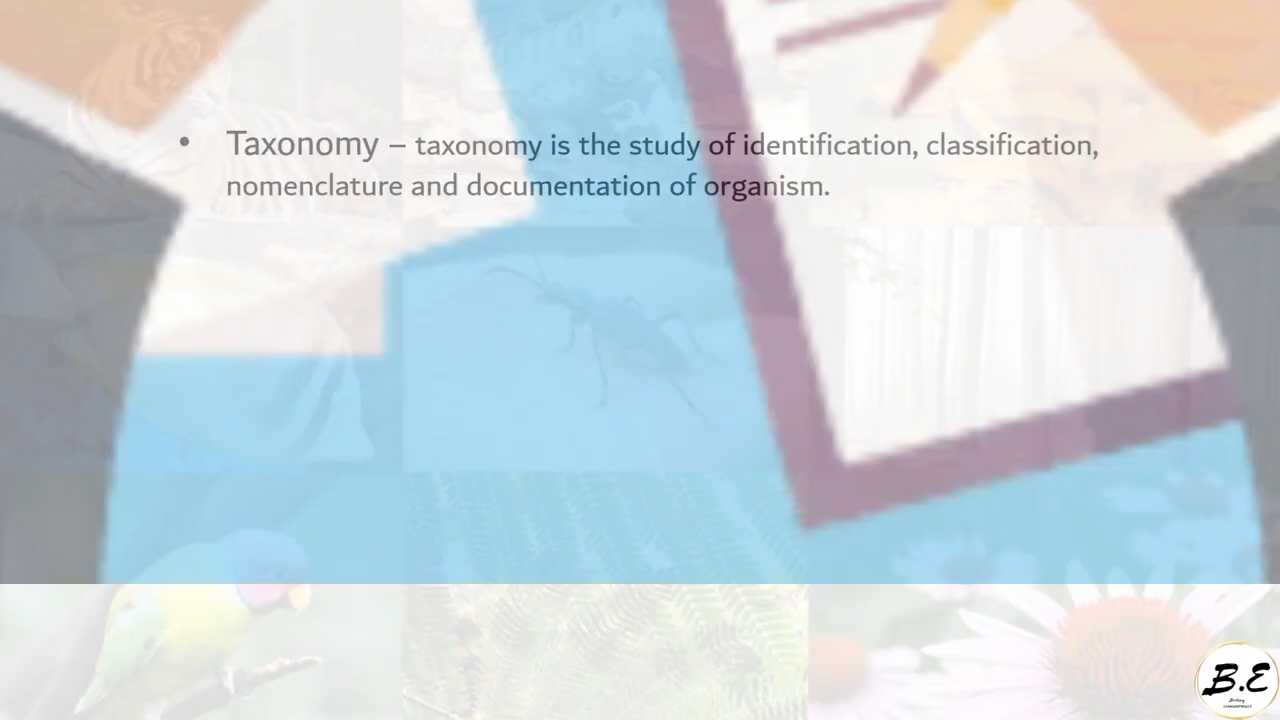 • Taxonomy – taxonomy is the study of identification, classification,
nomenclature and documentation of organism.
B.E